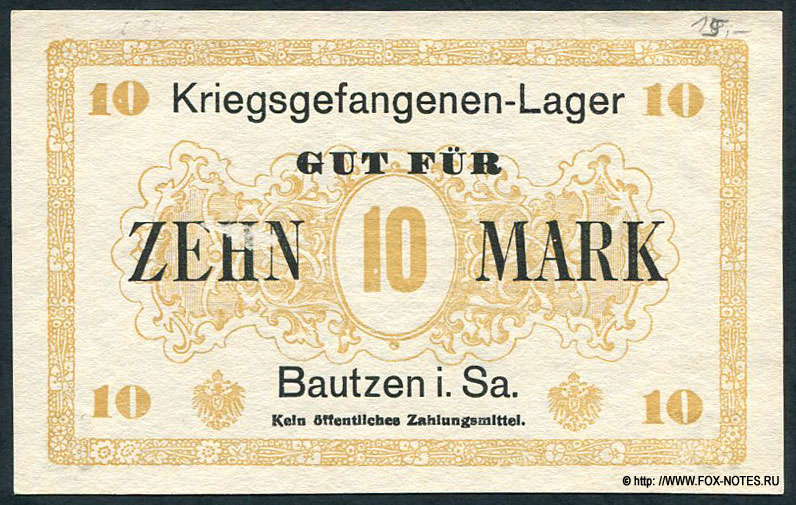 15,-
10 Kriegsgefangenen-Lager 10
GUT FÜR
ZEHN 10 MARK
Bautzen i. Sa.
10 Kein öffentliches Zahlungsmittel. 10
© http://WWW.FOX-NOTES.RU